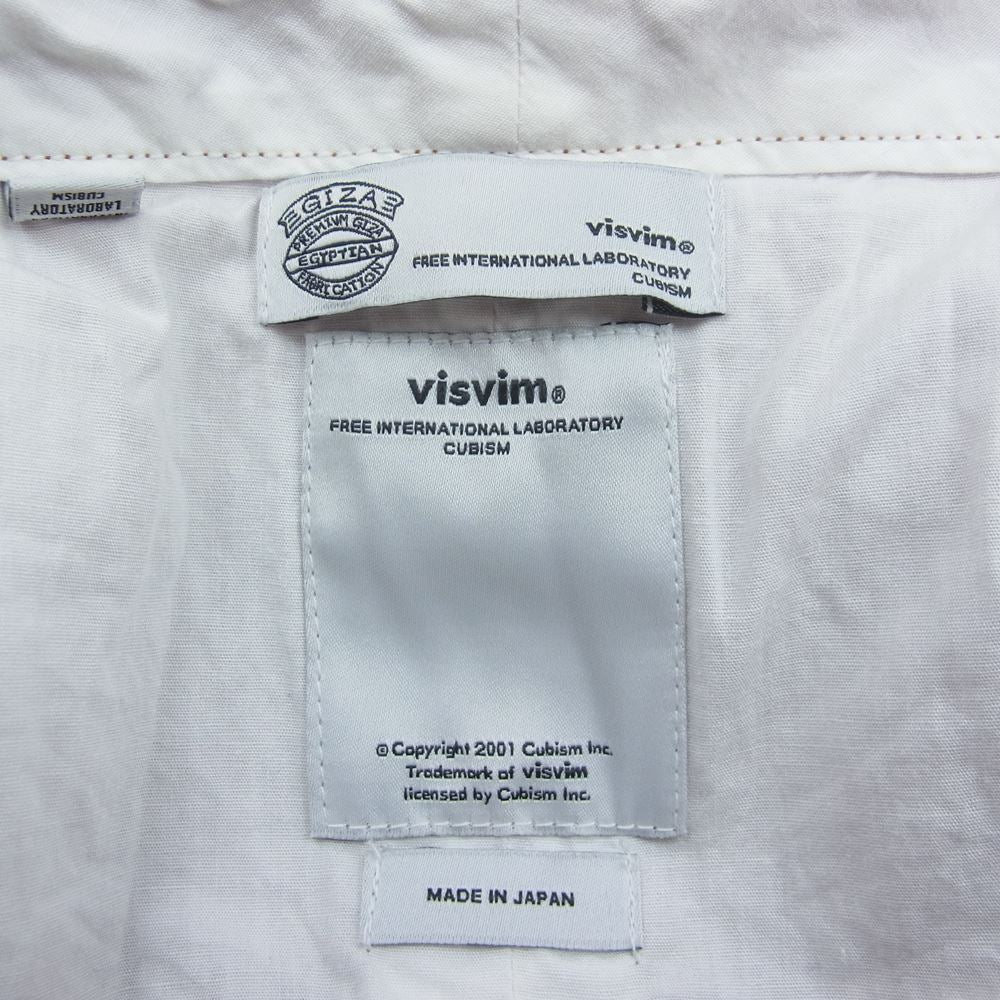 LABORATORY
CUBISM
GIZA
PREMIUM GIZA
EGYPTIAN
FABRICATION
visvim®
FREE INTERNATIONAL LABORATORY
CUBISM
visvim®
FREE INTERNATIONAL LABORATORY
CUBISM
© Copyright 2001 Cubism Inc.
Trademark of visvim
licensed by Cubism Inc.
MADE IN JAPAN